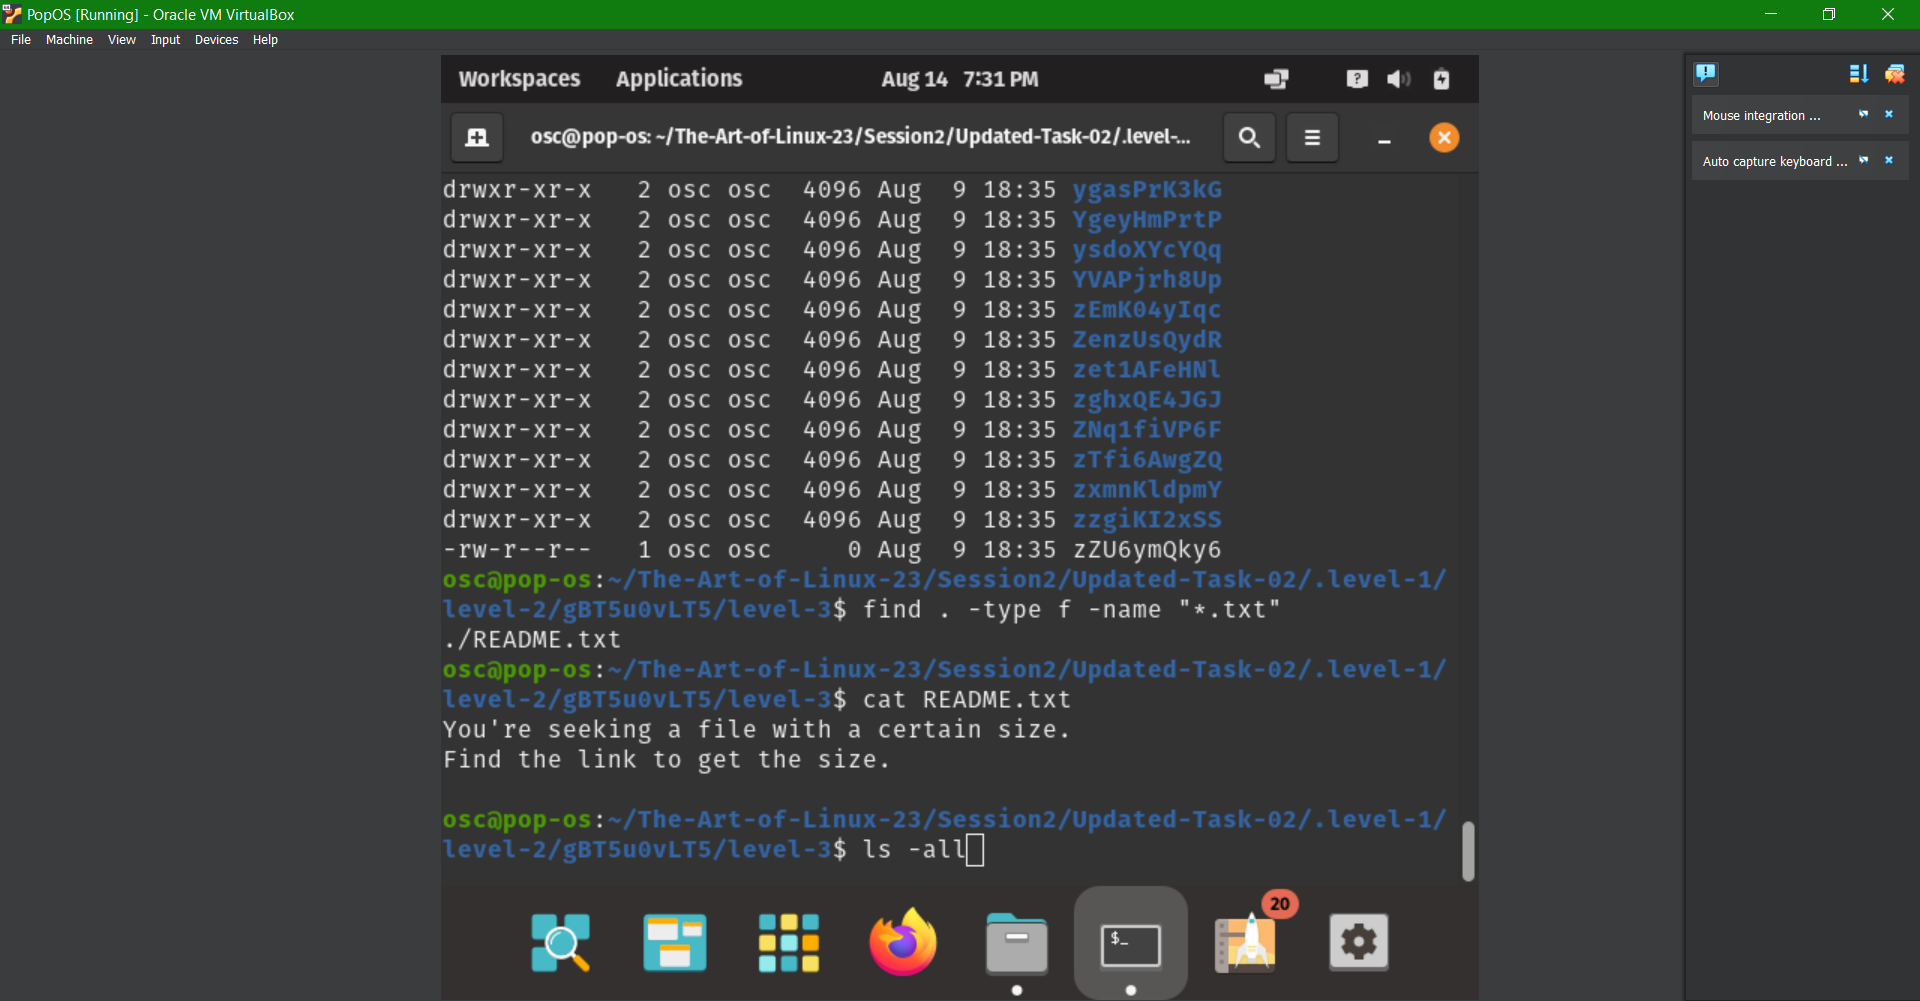 PopOS [Running] - Oracle VM VirtualBox
File Machine View Input Devices Help
Workspaces Applications Aug 14 7:31 PM
osc@pop-os: ~/The-Art-of-Linux-23/Session2/Updated-Task-02/.level-...
Mouse integration ...
Auto capture keyboard ...
drwxr-xr-x 2 osc osc 4096 Aug 9 18:35 ygasPrK3kG
drwxr-xr-x 2 osc osc 4096 Aug 9 18:35 YgeyHmPrtP
drwxr-xr-x 2 osc osc 4096 Aug 9 18:35 ysdoXYcYQq
drwxr-xr-x 2 osc osc 4096 Aug 9 18:35 YVAPjrh8Up
drwxr-xr-x 2 osc osc 4096 Aug 9 18:35 zEmK04yIqc
drwxr-xr-x 2 osc osc 4096 Aug 9 18:35 ZenzUsQydR
drwxr-xr-x 2 osc osc 4096 Aug 9 18:35 zet1AFeHNl
drwxr-xr-x 2 osc osc 4096 Aug 9 18:35 zghxQE4JGJ
drwxr-xr-x 2 osc osc 4096 Aug 9 18:35 ZNq1fiVP6F
drwxr-xr-x 2 osc osc 4096 Aug 9 18:35 zTfi6AwgZQ
drwxr-xr-x 2 osc osc 4096 Aug 9 18:35 zxmnKldpmY
drwxr-xr-x 2 osc osc 4096 Aug 9 18:35 zzgiKI2xSS
-rw-r--r-- 1 osc osc 0 Aug 9 18:35 zZU6ymQky6
osc@pop-os:~/The-Art-of-Linux-23/Session2/Updated-Task-02/.level-1/
level-2/gBT5u0vLT5/level-3$ find . -type f -name "*.txt"
./README.txt
osc@pop-os:~/The-Art-of-Linux-23/Session2/Updated-Task-02/.level-1/
level-2/gBT5u0vLT5/level-3$ cat README.txt
You're seeking a file with a certain size.
Find the link to get the size.
osc@pop-os:~/The-Art-of-Linux-23/Session2/Updated-Task-02/.level-1/
level-2/gBT5u0vLT5/level-3$ ls -all
$_
20